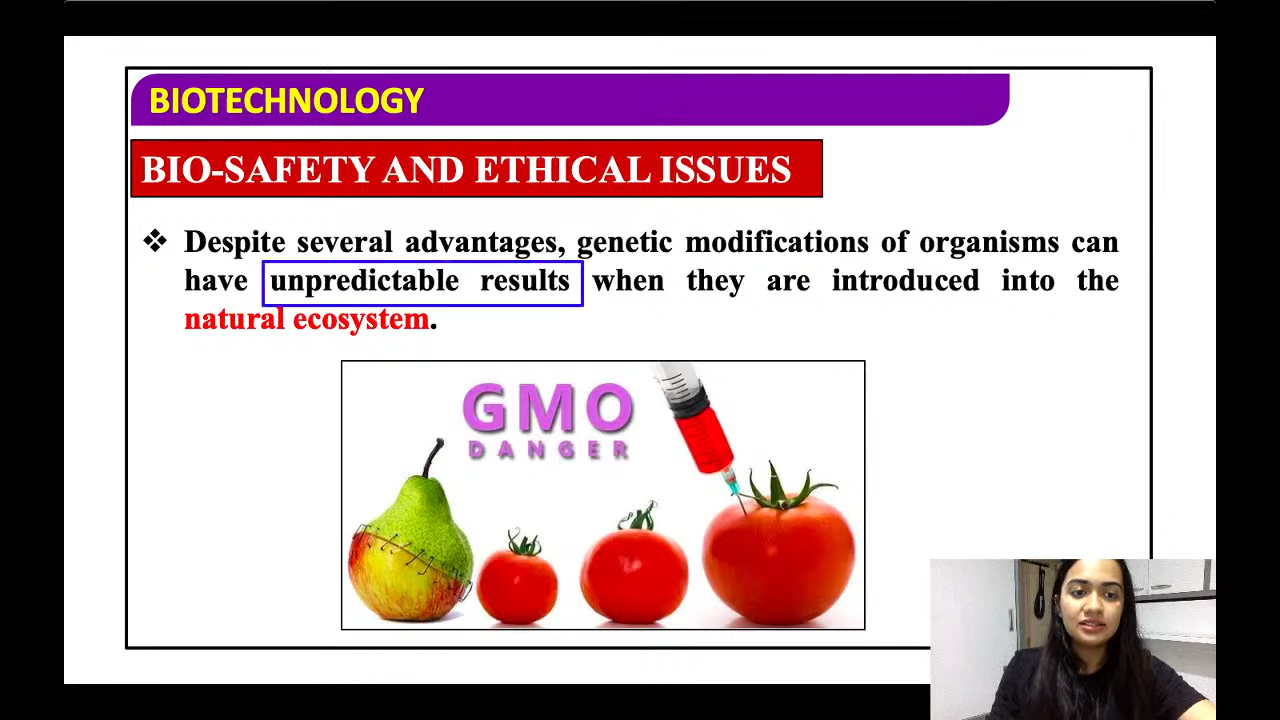 BIOTECHNOLOGY
BIO-SAFETY AND ETHICAL ISSUES
❖ Despite several advantages, genetic modifications of organisms can
have unpredictable results when they are introduced into the
natural ecosystem.
GMO
DANGER